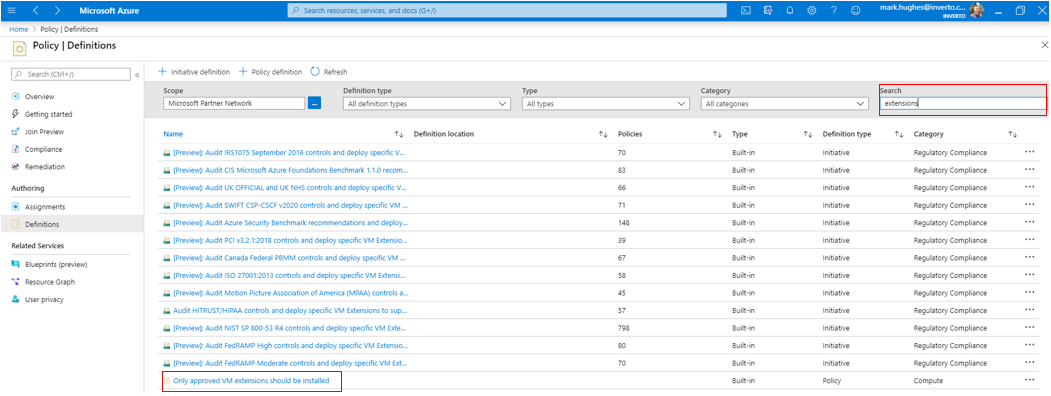 Microsoft Azure
Search resources, services, and docs (G+/)
mark.hughes@inverto.c...
INVERTO
Home > Policy | Definitions
Policy | Definitions
Search (Ctrl+/)
«
Overview
Getting started
Join Preview
Compliance
Remediation
Authoring
Assignments
Definitions
Related Services
Blueprints (preview)
Resource Graph
User privacy
+ Initiative definition + Policy definition Refresh
Scope Definition type Type Category Search
Microsoft Partner Network ... All definition types All types All categories extensions
Name Definition location Policies Type Definition type Category
[Preview]: Audit IRS1075 September 2016 controls and deploy specific V... 70 Built-in Initiative Regulatory Compliance ...
[Preview]: Audit CIS Microsoft Azure Foundations Benchmark 1.1.0 recom... 83 Built-in Initiative Regulatory Compliance ...
[Preview]: Audit UK OFFICIAL and UK NHS controls and deploy specific V... 66 Built-in Initiative Regulatory Compliance ...
[Preview]: Audit SWIFT CSP-CSCF v2020 controls and deploy specific VM ... 71 Built-in Initiative Regulatory Compliance ...
[Preview]: Audit Azure Security Benchmark recommendations and deploy... 148 Built-in Initiative Regulatory Compliance ...
[Preview]: Audit PCI v3.2.1:2018 controls and deploy specific VM Extensio... 39 Built-in Initiative Regulatory Compliance ...
[Preview]: Audit Canada Federal PBMM controls and deploy specific VM ... 67 Built-in Initiative Regulatory Compliance ...
[Preview]: Audit ISO 27001:2013 controls and deploy specific VM Extensio... 58 Built-in Initiative Regulatory Compliance ...
[Preview]: Audit Motion Picture Association of America (MPAA) controls a... 45 Built-in Initiative Regulatory Compliance ...
Audit HITRUST/HIPAA controls and deploy specific VM Extensions to sup... 57 Built-in Initiative Regulatory Compliance ...
[Preview]: Audit NIST SP 800-53 R4 controls and deploy specific VM Exte... 798 Built-in Initiative Regulatory Compliance ...
[Preview]: Audit FedRAMP High controls and deploy specific VM Extensio... 80 Built-in Initiative Regulatory Compliance ...
[Preview]: Audit FedRAMP Moderate controls and deploy specific VM Ext... 70 Built-in Initiative Regulatory Compliance ...
Only approved VM extensions should be installed Built-in Policy Compute ...